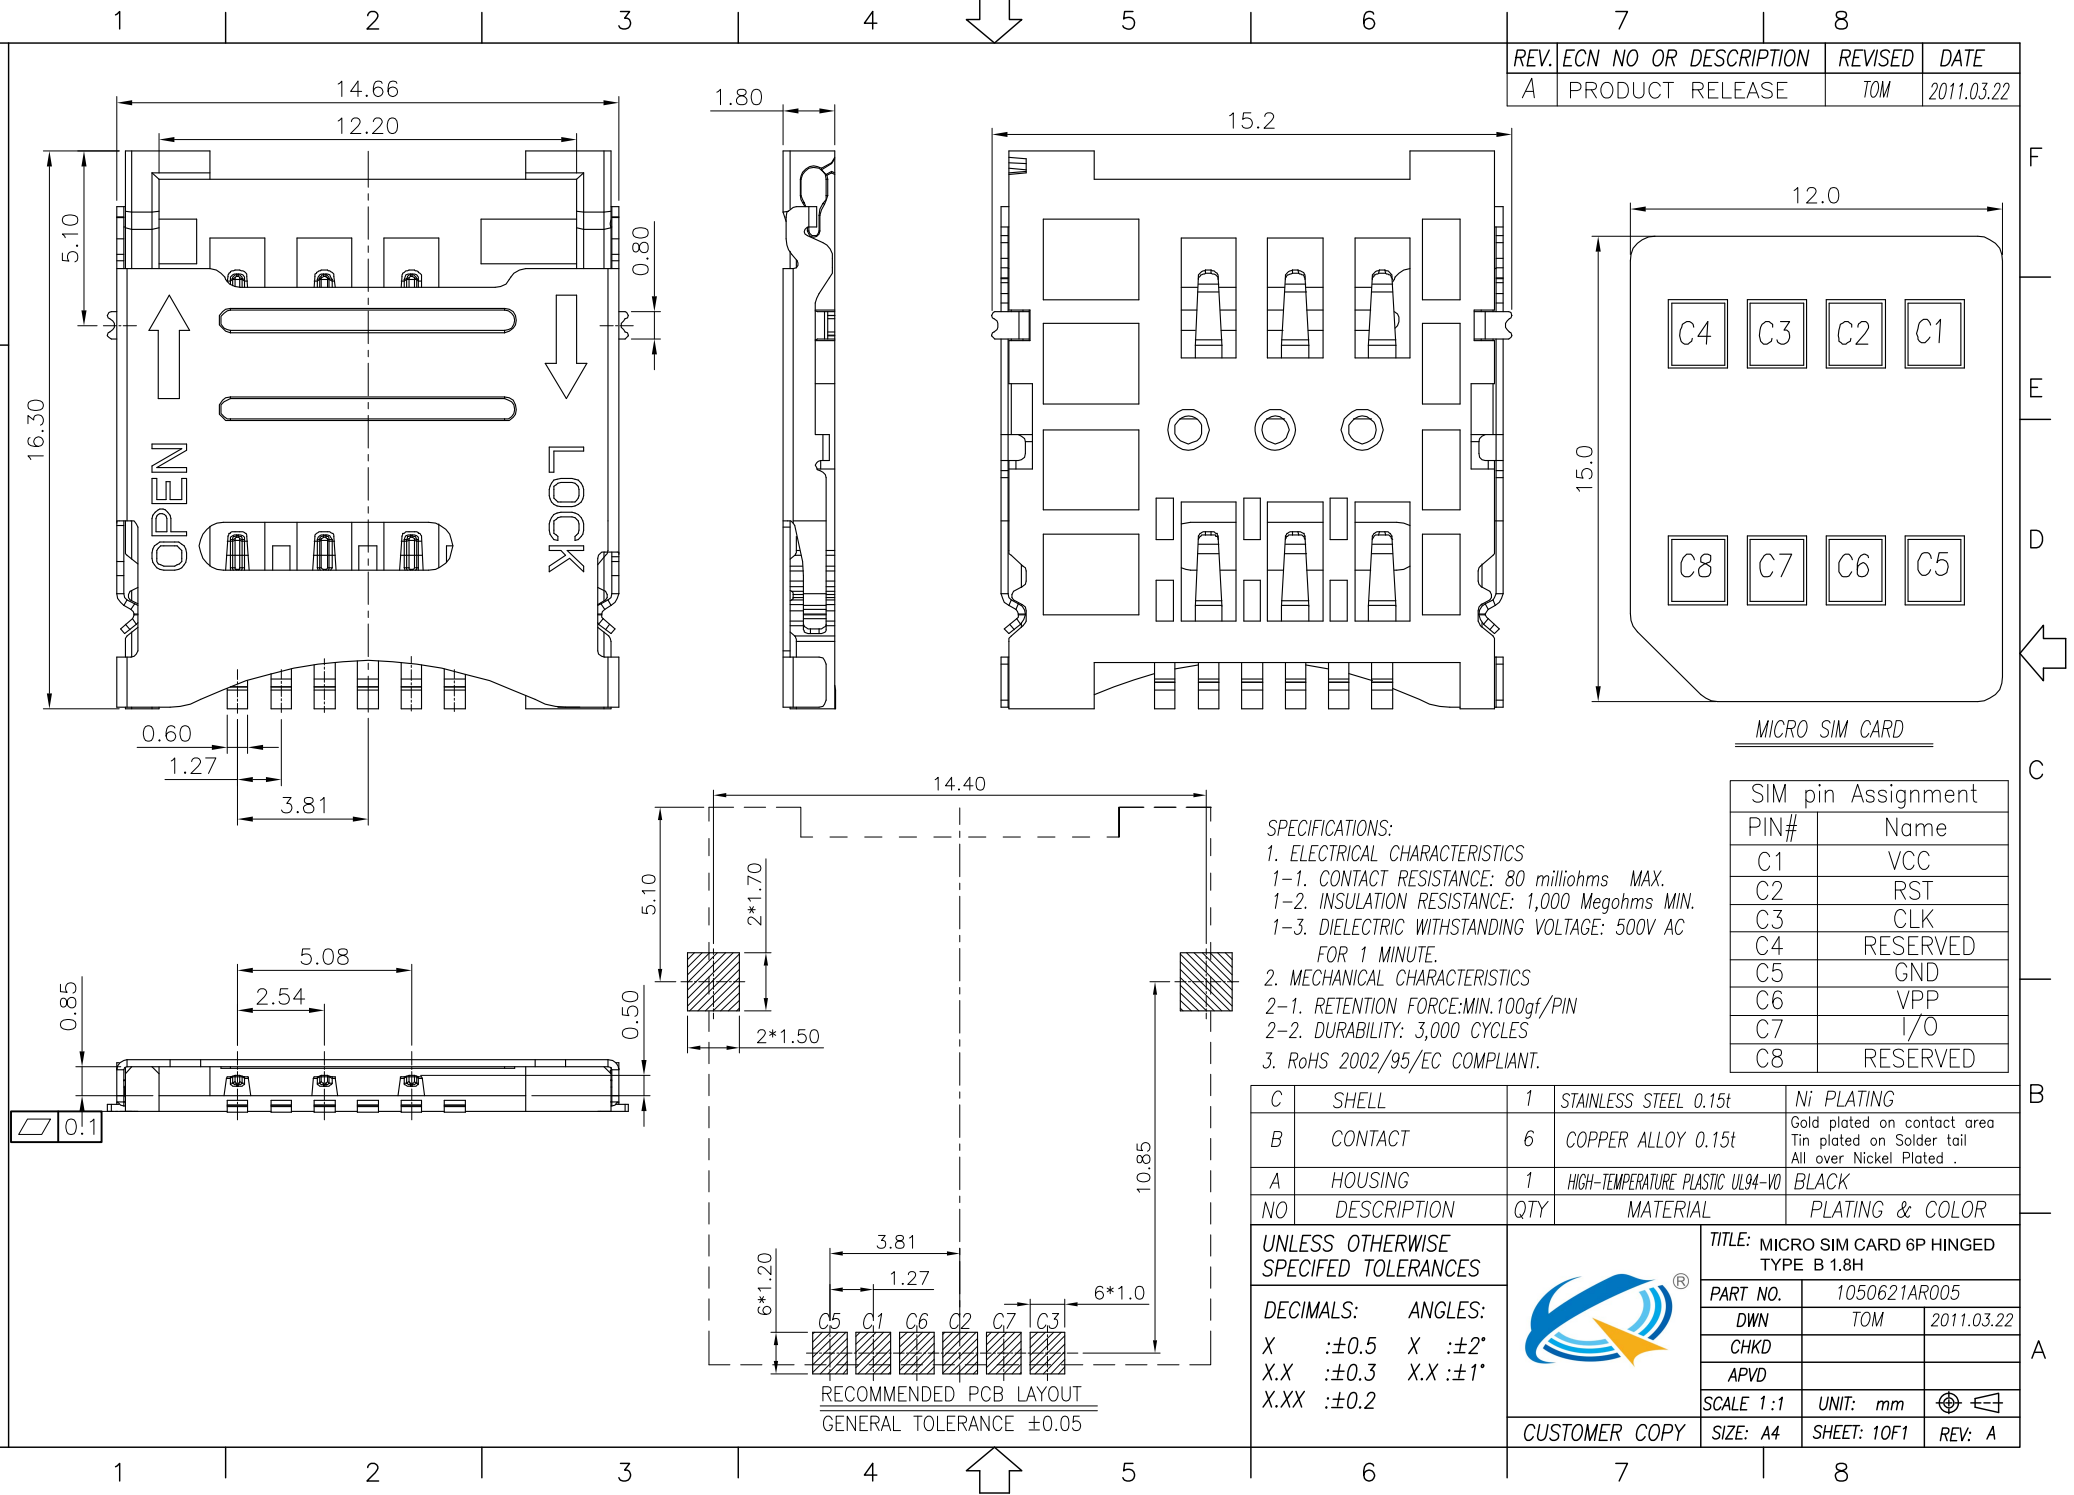 1 2 3 4 5 6 7 8
REV. ECN NO OR DESCRIPTION REVISED DATE
A PRODUCT RELEASE TOM 2011.03.22
F
E
D
C
B
A
14.66
12.20
5.10
16.30
0.80
OPEN
LOCK
0.60
1.27
3.81
1.80
15.2
12.0
15.0
C4 C3 C2 C1
C8 C7 C6 C5
MICRO SIM CARD
5.08
2.54
0.85
0.50
0.1
14.40
5.10
2*1.70
2*1.50
10.85
3.81
1.27
6*1.20
6*1.0
C5 C1 C6 C2 C7 C3
RECOMMENDED PCB LAYOUT
GENERAL TOLERANCE ±0.05
SPECIFICATIONS:
1. ELECTRICAL CHARACTERISTICS
1-1. CONTACT RESISTANCE: 80 milliohms MAX.
1-2. INSULATION RESISTANCE: 1,000 Megohms MIN.
1-3. DIELECTRIC WITHSTANDING VOLTAGE: 500V AC
FOR 1 MINUTE.
2. MECHANICAL CHARACTERISTICS
2-1. RETENTION FORCE:MIN.100gf/PIN
2-2. DURABILITY: 3,000 CYCLES
3. RoHS 2002/95/EC COMPLIANT.
SIM pin Assignment
PIN# Name
C1 VCC
C2 RST
C3 CLK
C4 RESERVED
C5 GND
C6 VPP
C7 I/O
C8 RESERVED
C SHELL 1 STAINLESS STEEL 0.15t Ni PLATING
B CONTACT 6 COPPER ALLOY 0.15t Gold plated on contact area
Tin plated on Solder tail
All over Nickel Plated .
A HOUSING 1 HIGH-TEMPERATURE PLASTIC UL94-V0 BLACK
NO DESCRIPTION QTY MATERIAL PLATING & COLOR
UNLESS OTHERWISE
SPECIFED TOLERANCES
DECIMALS: ANGLES:
X :±0.5 X :±2°
X.X :±0.3 X.X :±1°
X.XX :±0.2
®
CUSTOMER COPY
TITLE: MICRO SIM CARD 6P HINGED
TYPE B 1.8H
PART NO. 1050621AR005
DWN TOM 2011.03.22
CHKD
APVD
SCALE 1:1 UNIT: mm
SIZE: A4 SHEET: 1OF1 REV: A
1 2 3 4 5 6 7 8